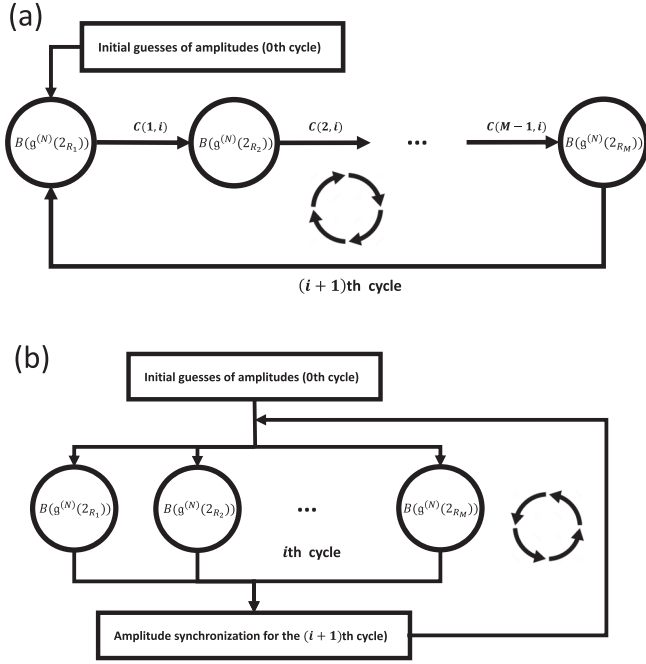 (a)
Initial guesses of amplitudes (0th cycle)
B(g^{(N)}(2_{R_1})) C(1, i) B(g^{(N)}(2_{R_2})) C(2, i) ... C(M − 1, i) B(g^{(N)}(2_{R_M}))
(i + 1)th cycle
(b)
Initial guesses of amplitudes (0th cycle)
B(g^{(N)}(2_{R_1})) B(g^{(N)}(2_{R_2})) ... B(g^{(N)}(2_{R_M}))
ith cycle
Amplitude synchronization for the (i + 1)th cycle)